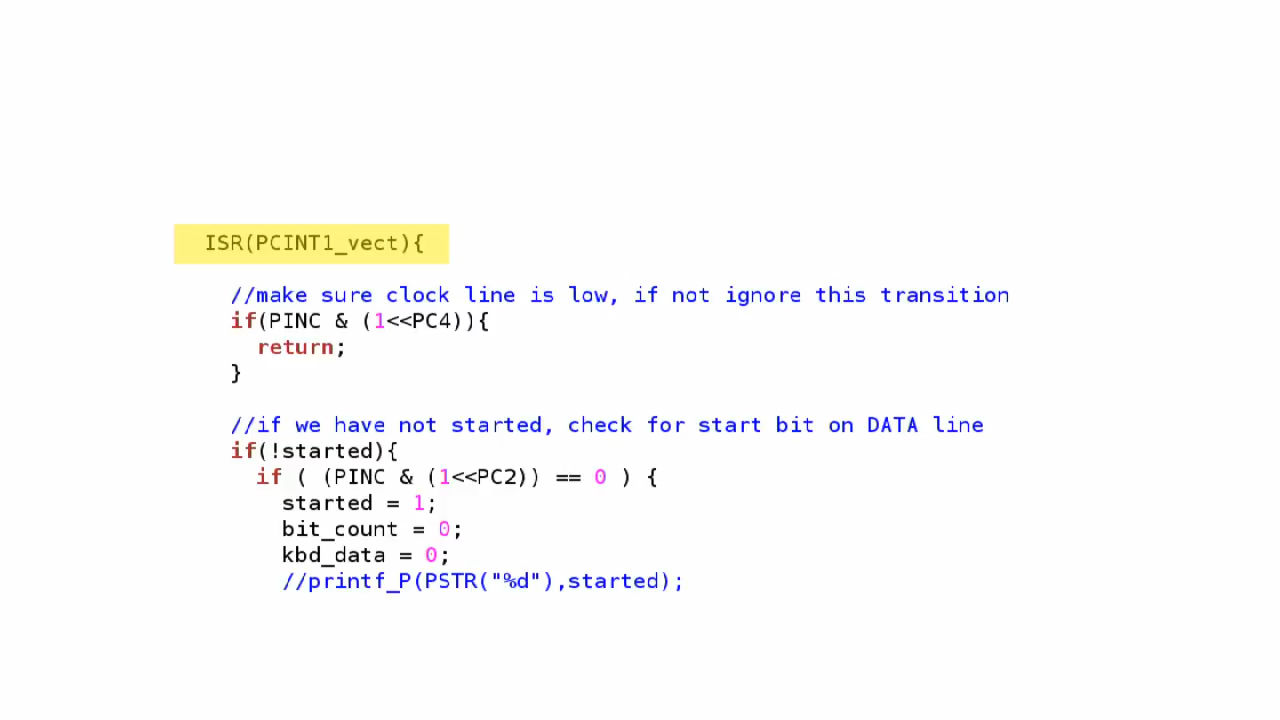 ISR(PCINT1_vect){
//make sure clock line is low, if not ignore this transition
if(PINC & (1<<PC4)){
return;
}
//if we have not started, check for start bit on DATA line
if(!started){
if ( (PINC & (1<<PC2)) == 0 ) {
started = 1;
bit_count = 0;
kbd_data = 0;
//printf_P(PSTR("%d"),started);